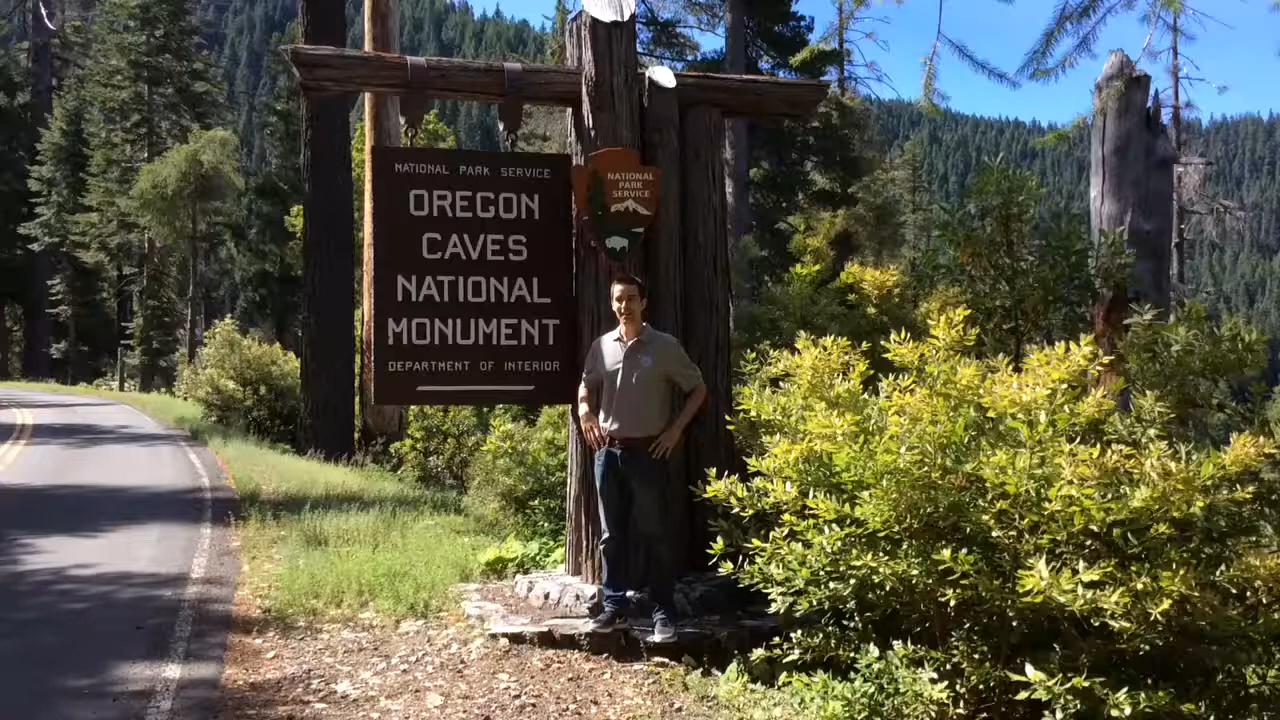 NATIONAL PARK SERVICE
OREGON
CAVES
NATIONAL
MONUMENT
DEPARTMENT OF INTERIOR
NATIONAL
PARK
SERVICE